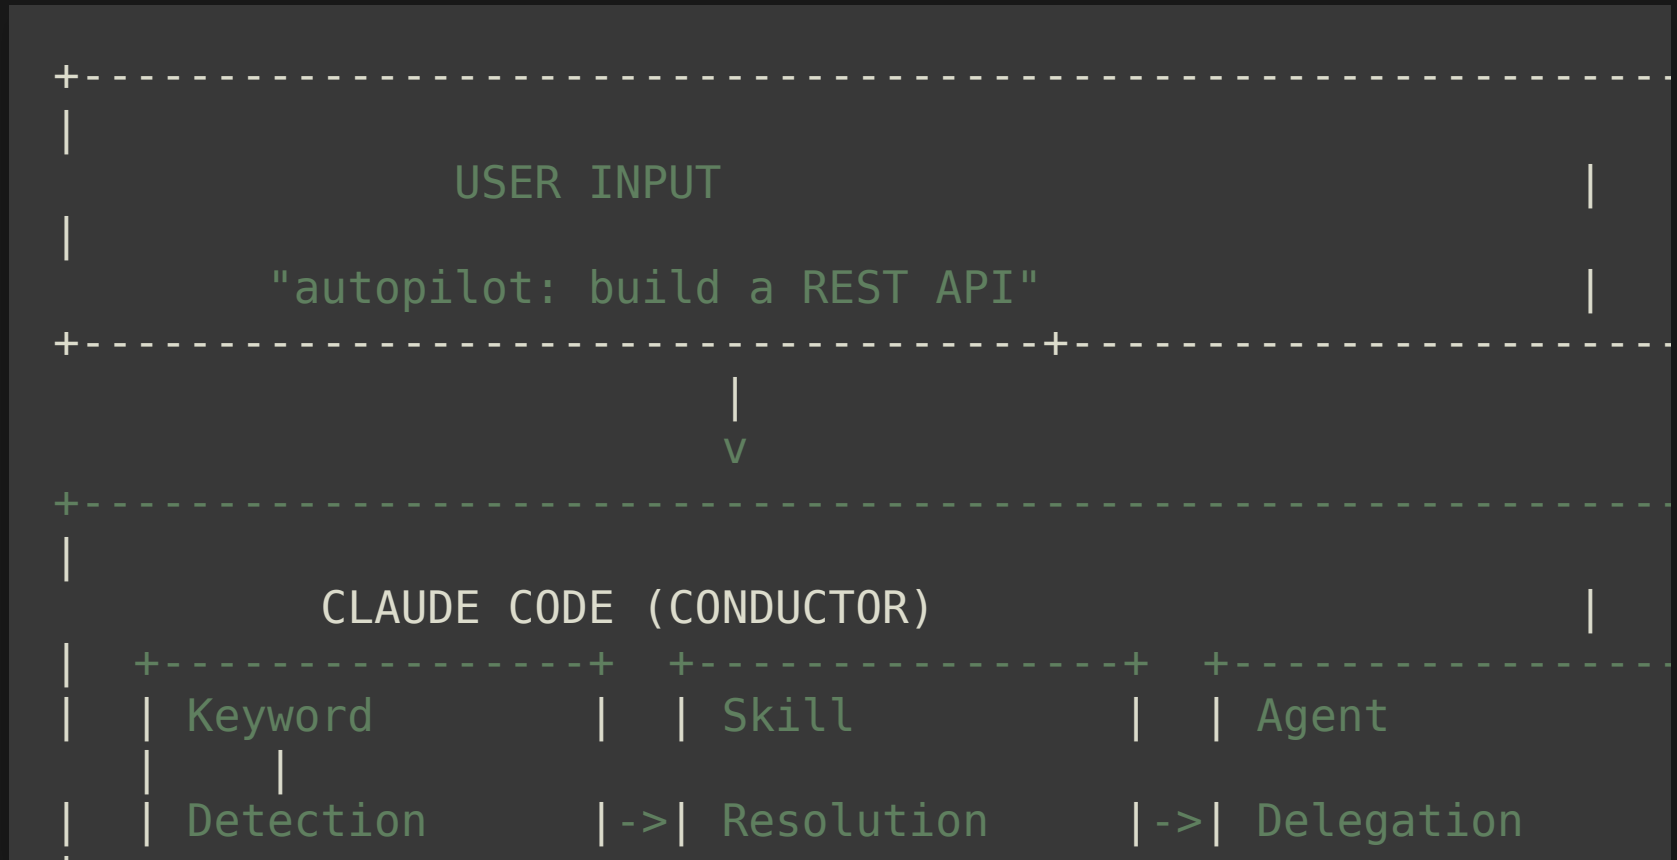 +-----------------------------------------------------------
|
               USER INPUT                                |
|
        "autopilot: build a REST API"                    |
+------------------------------------+----------------------
                         |
                         v
+-----------------------------------------------------------
|
          CLAUDE CODE (CONDUCTOR)                        |
|  +----------------+  +----------------+  +----------------
|  | Keyword        |  | Skill          |  | Agent
   |    |
|  | Detection      |->| Resolution     |->| Delegation